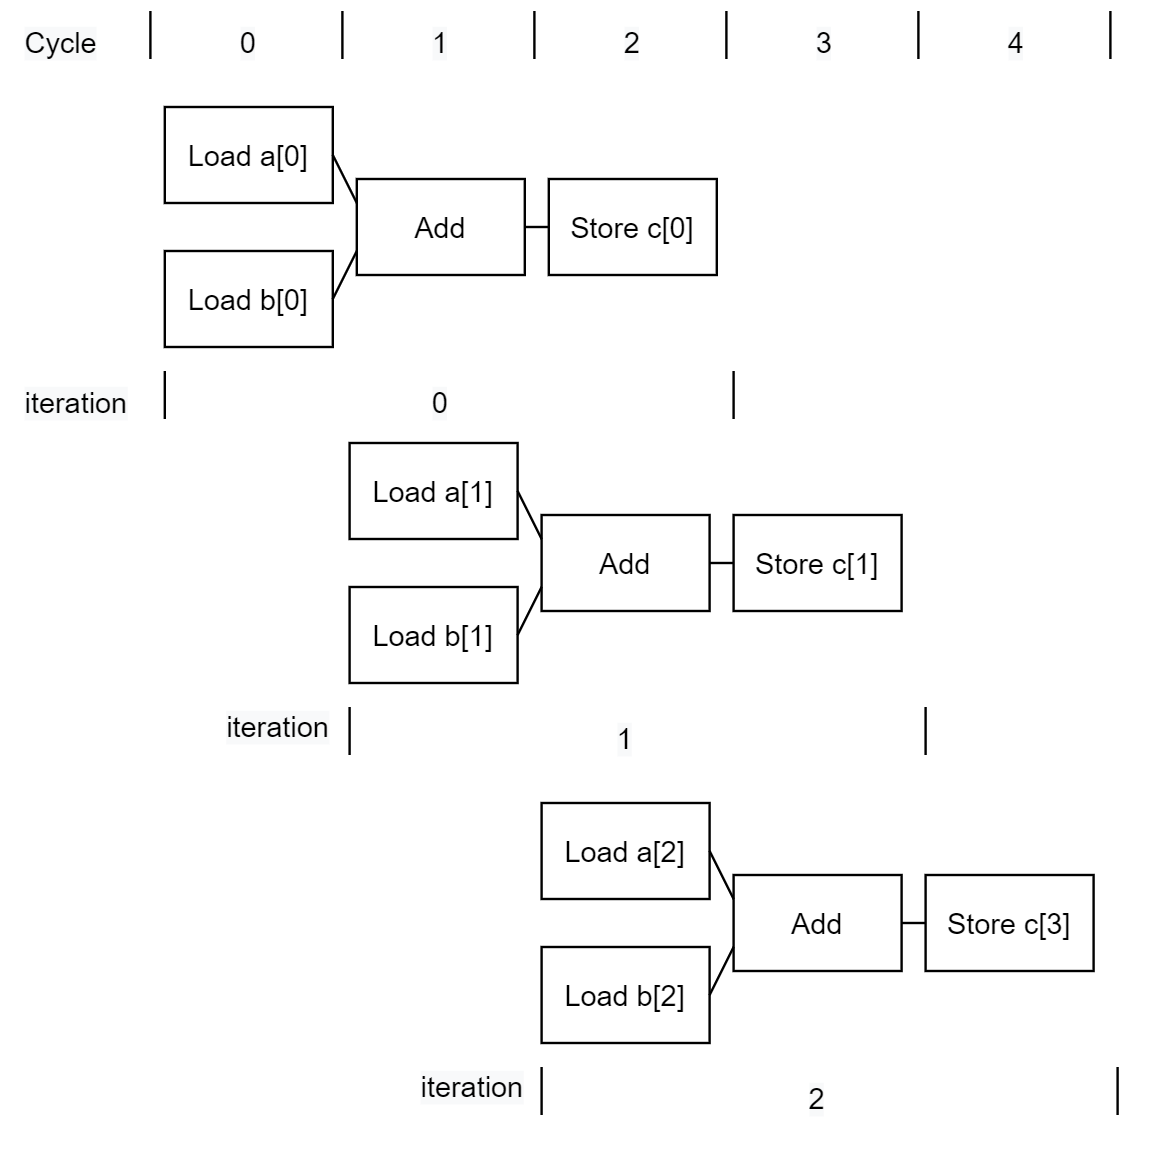 Cycle 0 1 2 3 4
Load a[0]
Add Store c[0]
Load b[0]
iteration 0
Load a[1]
Add Store c[1]
Load b[1]
iteration 1
Load a[2]
Add Store c[3]
Load b[2]
iteration 2